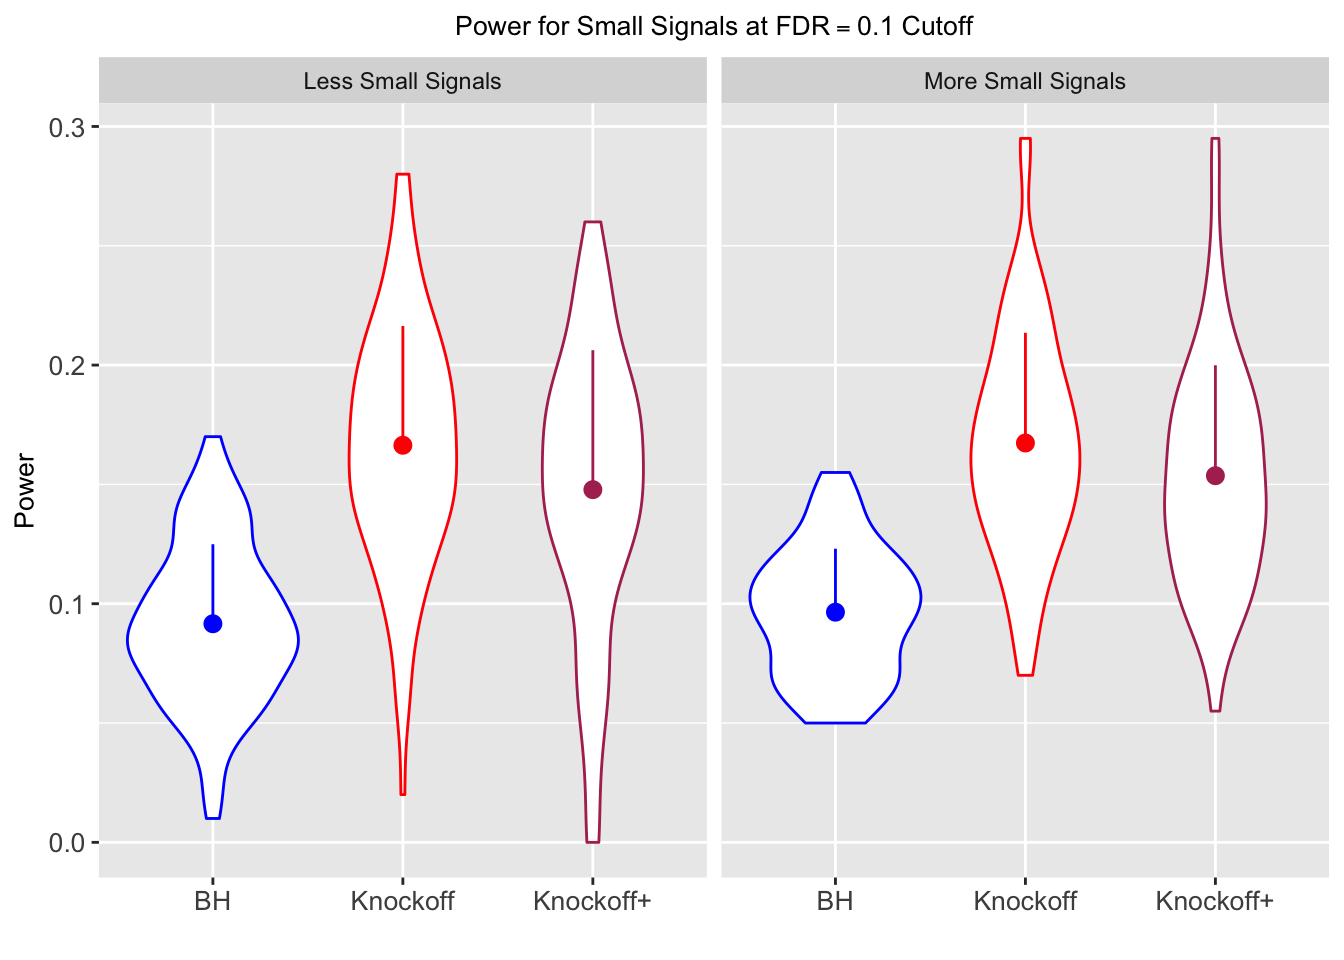 Power for Small Signals at FDR = 0.1 Cutoff
Less Small Signals
More Small Signals
Power
0.3
0.2
0.1
0.0
BH
Knockoff
Knockoff+
BH
Knockoff
Knockoff+